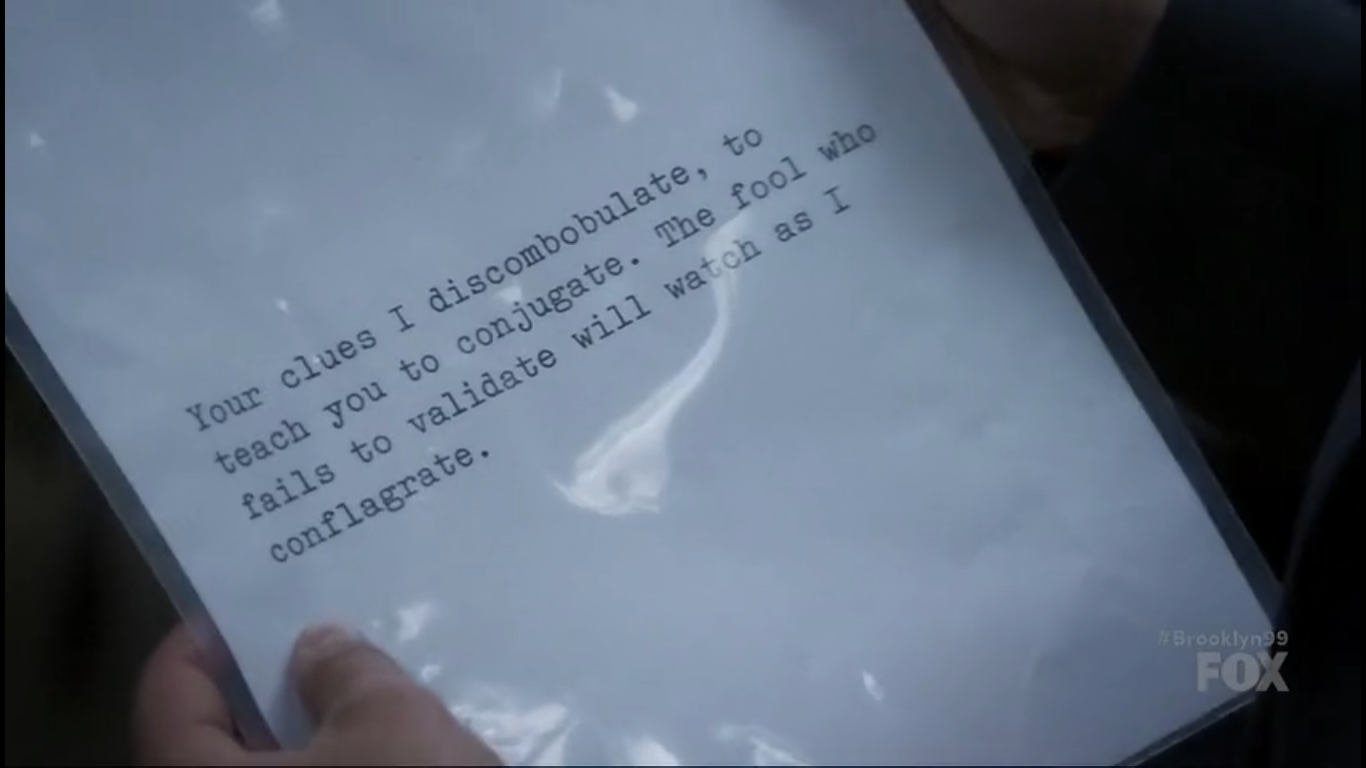 Your clues I discombobulate, to
teach you to conjugate. The fool who
fails to validate will watch as I
conflagrate.
#Brooklyn99
FOX